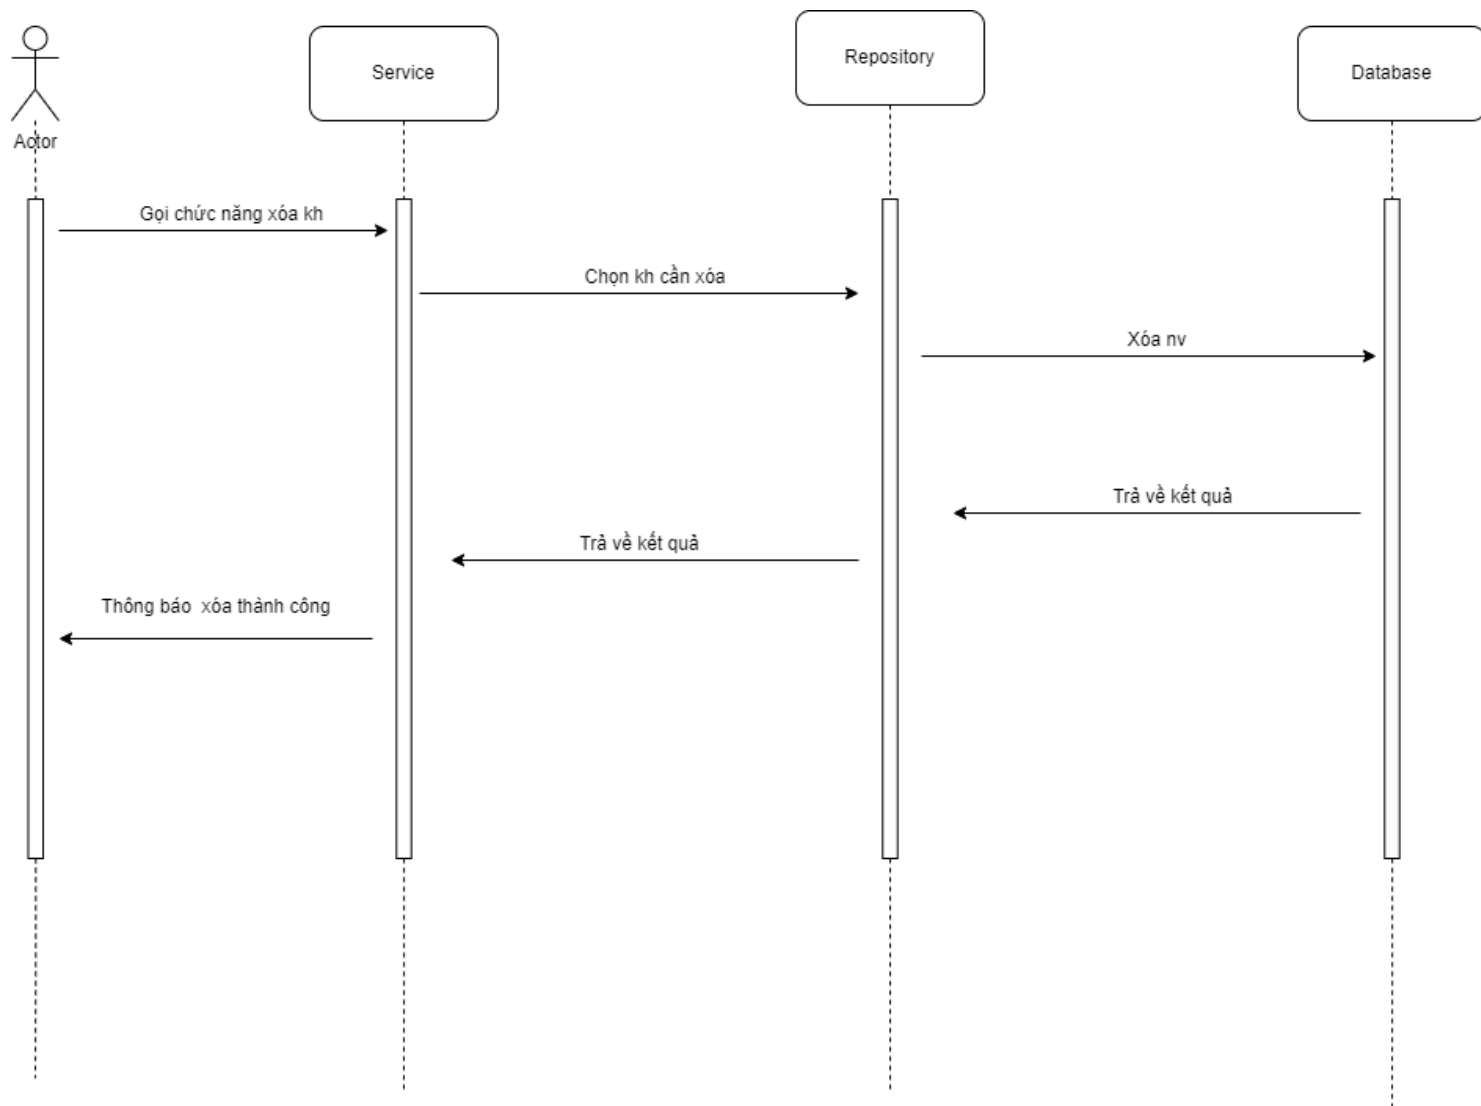 Service
Repository
Database
Actor
Gọi chức năng xóa kh
Chọn kh cần xóa
Xóa nv
Trả về kết quả
Trả về kết quả
Thông báo  xóa thành công